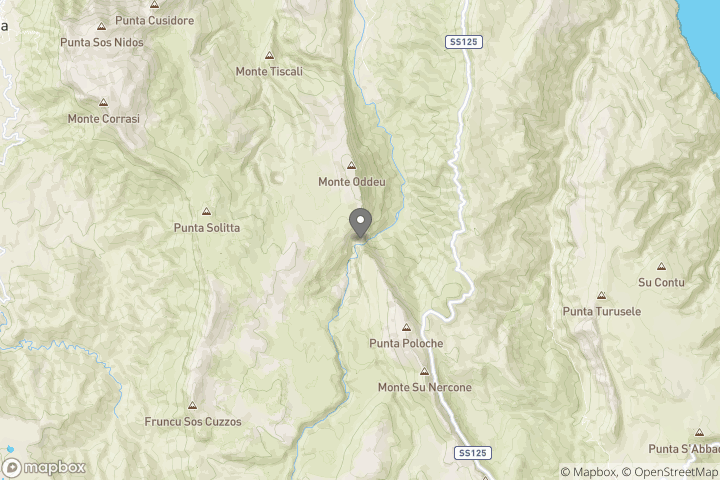 Punta Cusidore
a
Punta Sos Nidos
SS125
Monte Tiscali
Monte Corrasi
Monte Oddeu
Punta Solitta
Su Contu
Punta Turusele
Punta Poloche
Monte Su Nercone
Fruncu Sos Cuzzos
Punta S'Abbad
SS125
mapbox
© Mapbox, © OpenStreetMap